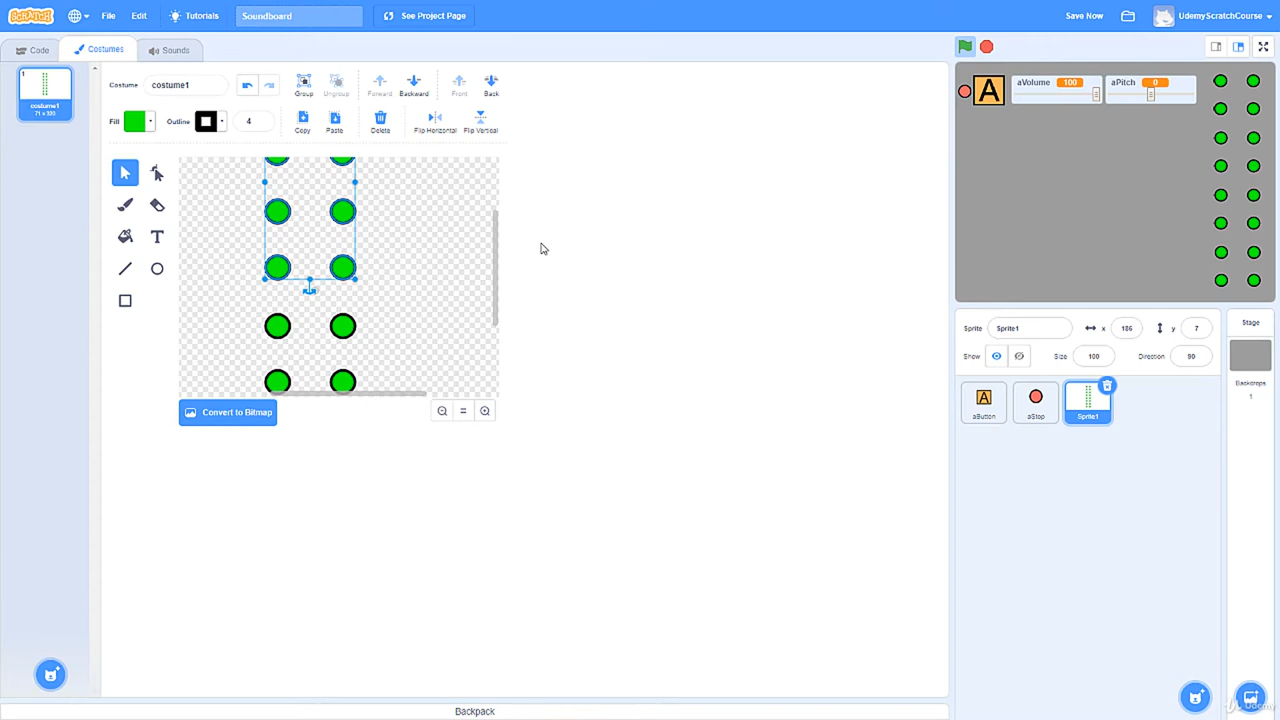 SCRATCH File Edit Tutorials Soundboard See Project Page Save Now UdemyScratchCourse
Code Costumes Sounds
1
costume1
71 x 320
Costume costume1 Group Ungroup Forward Backward Front Back
Fill Outline 4 Copy Paste Delete Flip Horizontal Flip Vertical
Convert to Bitmap
A aVolume 100 aPitch 0
Sprite Sprite1 x 186 y 7
Show Size 100 Direction 90
Stage
Backdrops
1
A
aButton aStop Sprite1
Backpack
Udemy